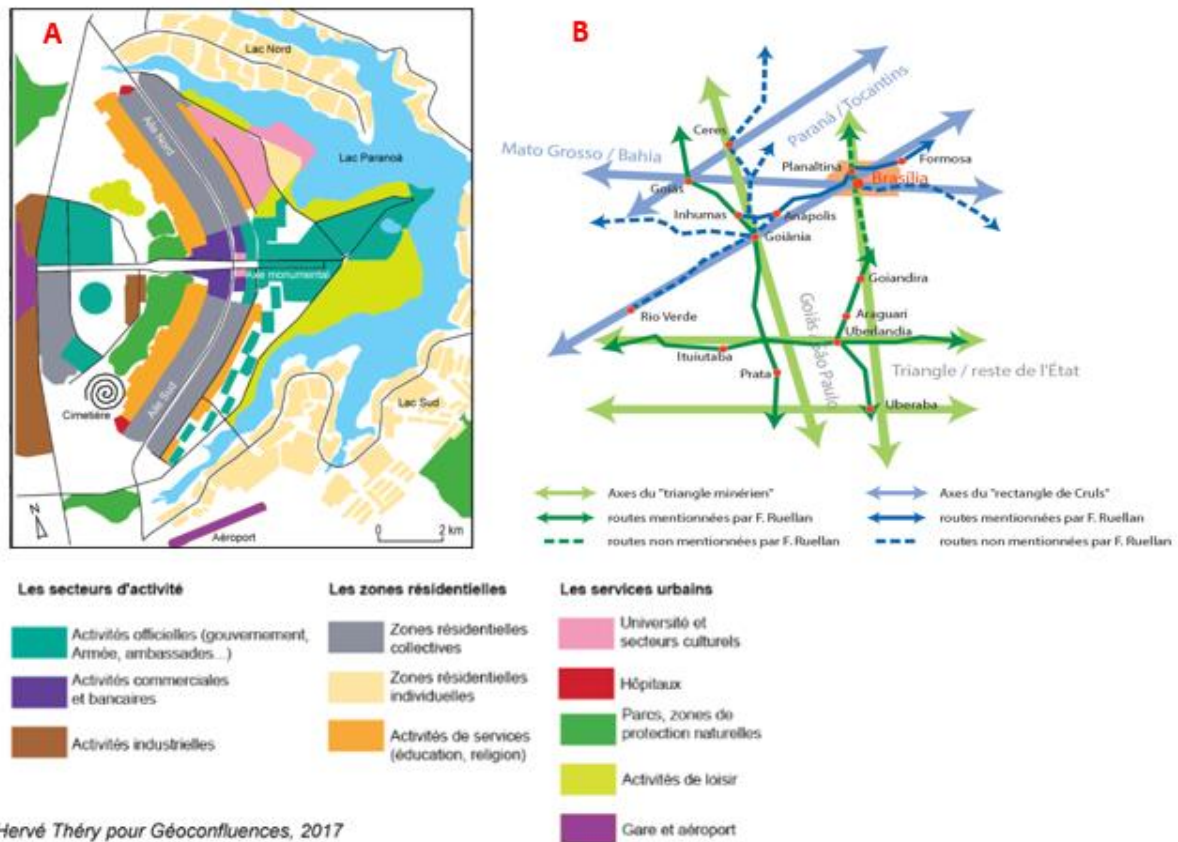 A
Lac Nord
Aile Nord
Lac Paranoà
Axe monumental
Aile Sud
Cimetière
Lac Sud
N
Aéroport
0 2 km
B
Paraná / Tocantins
Ceres
Mato Grosso / Bahia
Planaltina
Formosa
Brasília
Goiás
Inhumas
Anápolis
Goiânia
Goiandira
Rio Verde
Goiás / São Paulo
Araguari
Uberlandia
Ituiutaba
Prata
Triangle / reste de l'État
Uberaba
Axes du "triangle minérien"
routes mentionnées par F. Ruellan
routes non mentionnées par F. Ruellan
Axes du "rectangle de Cruls"
routes mentionnées par F. Ruellan
routes non mentionnées par F. Ruellan
Les secteurs d'activité
Activités officielles (gouvernement,
Armée, ambassades...)
Activités commerciales
et bancaires
Activités industrielles
Les zones résidentielles
Zones résidentielles
collectives
Zones résidentielles
individuelles
Activités de services
(éducation, religion)
Les services urbains
Université et
secteurs culturels
Hôpitaux
Parcs, zones de
protection naturelles
Activités de loisir
Gare et aéroport
Hervé Théry pour Géoconfluences, 2017